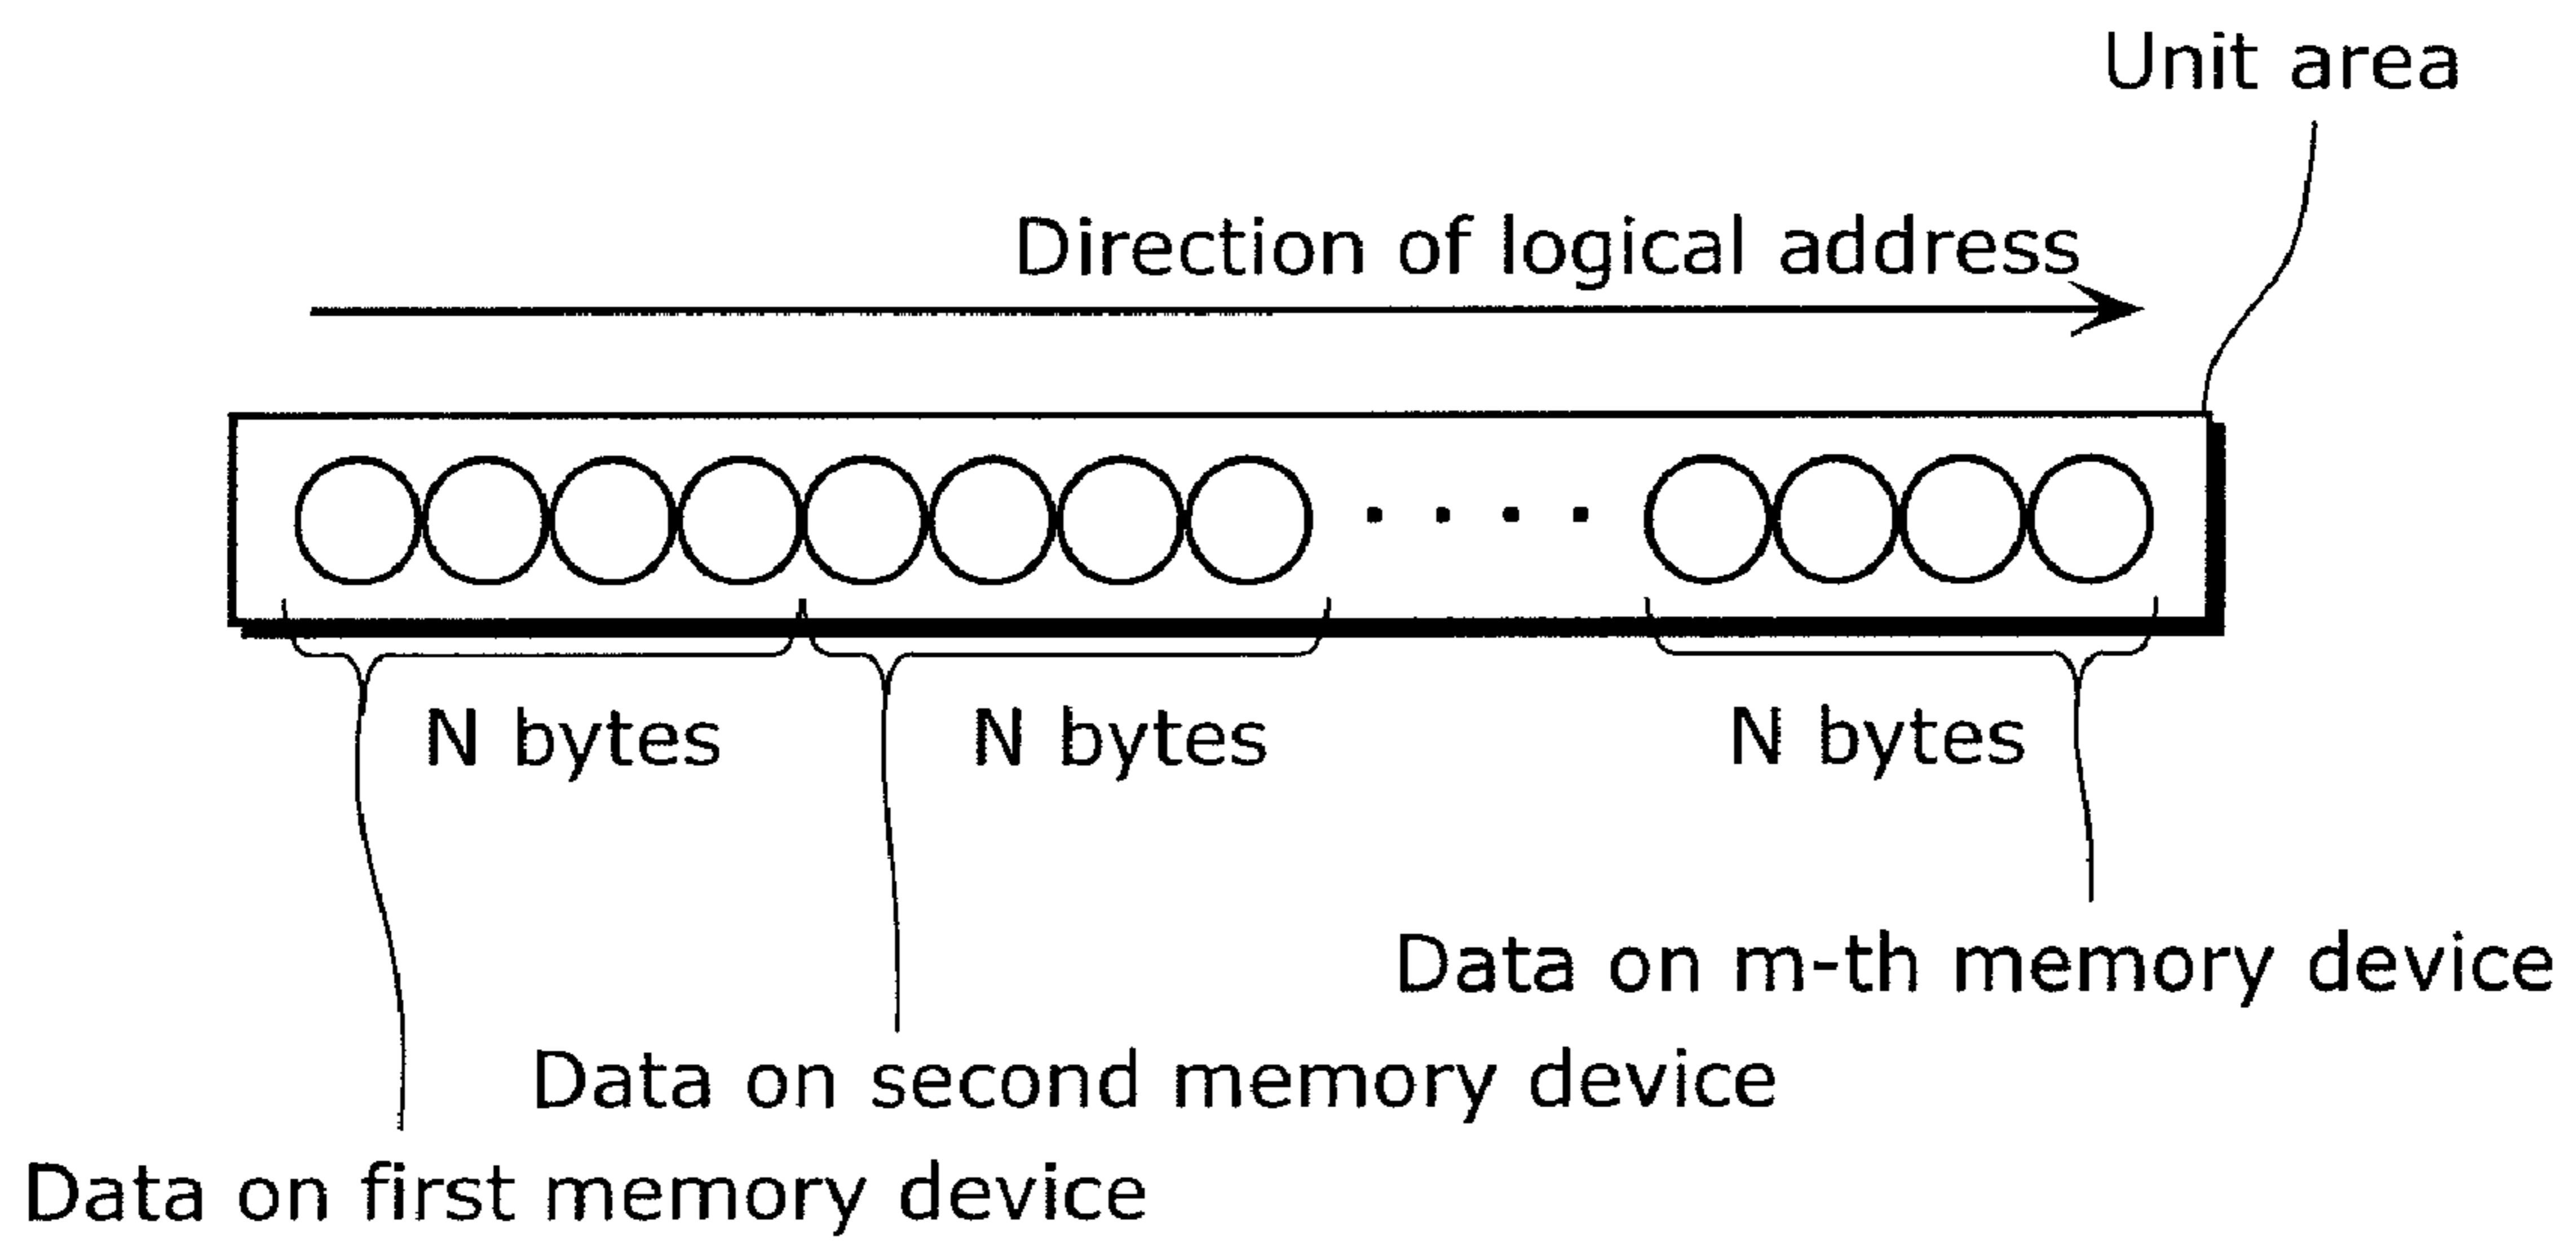 Unit area
Direction of logical address
N bytes N bytes N bytes
Data on m-th memory device
Data on second memory device
Data on first memory device